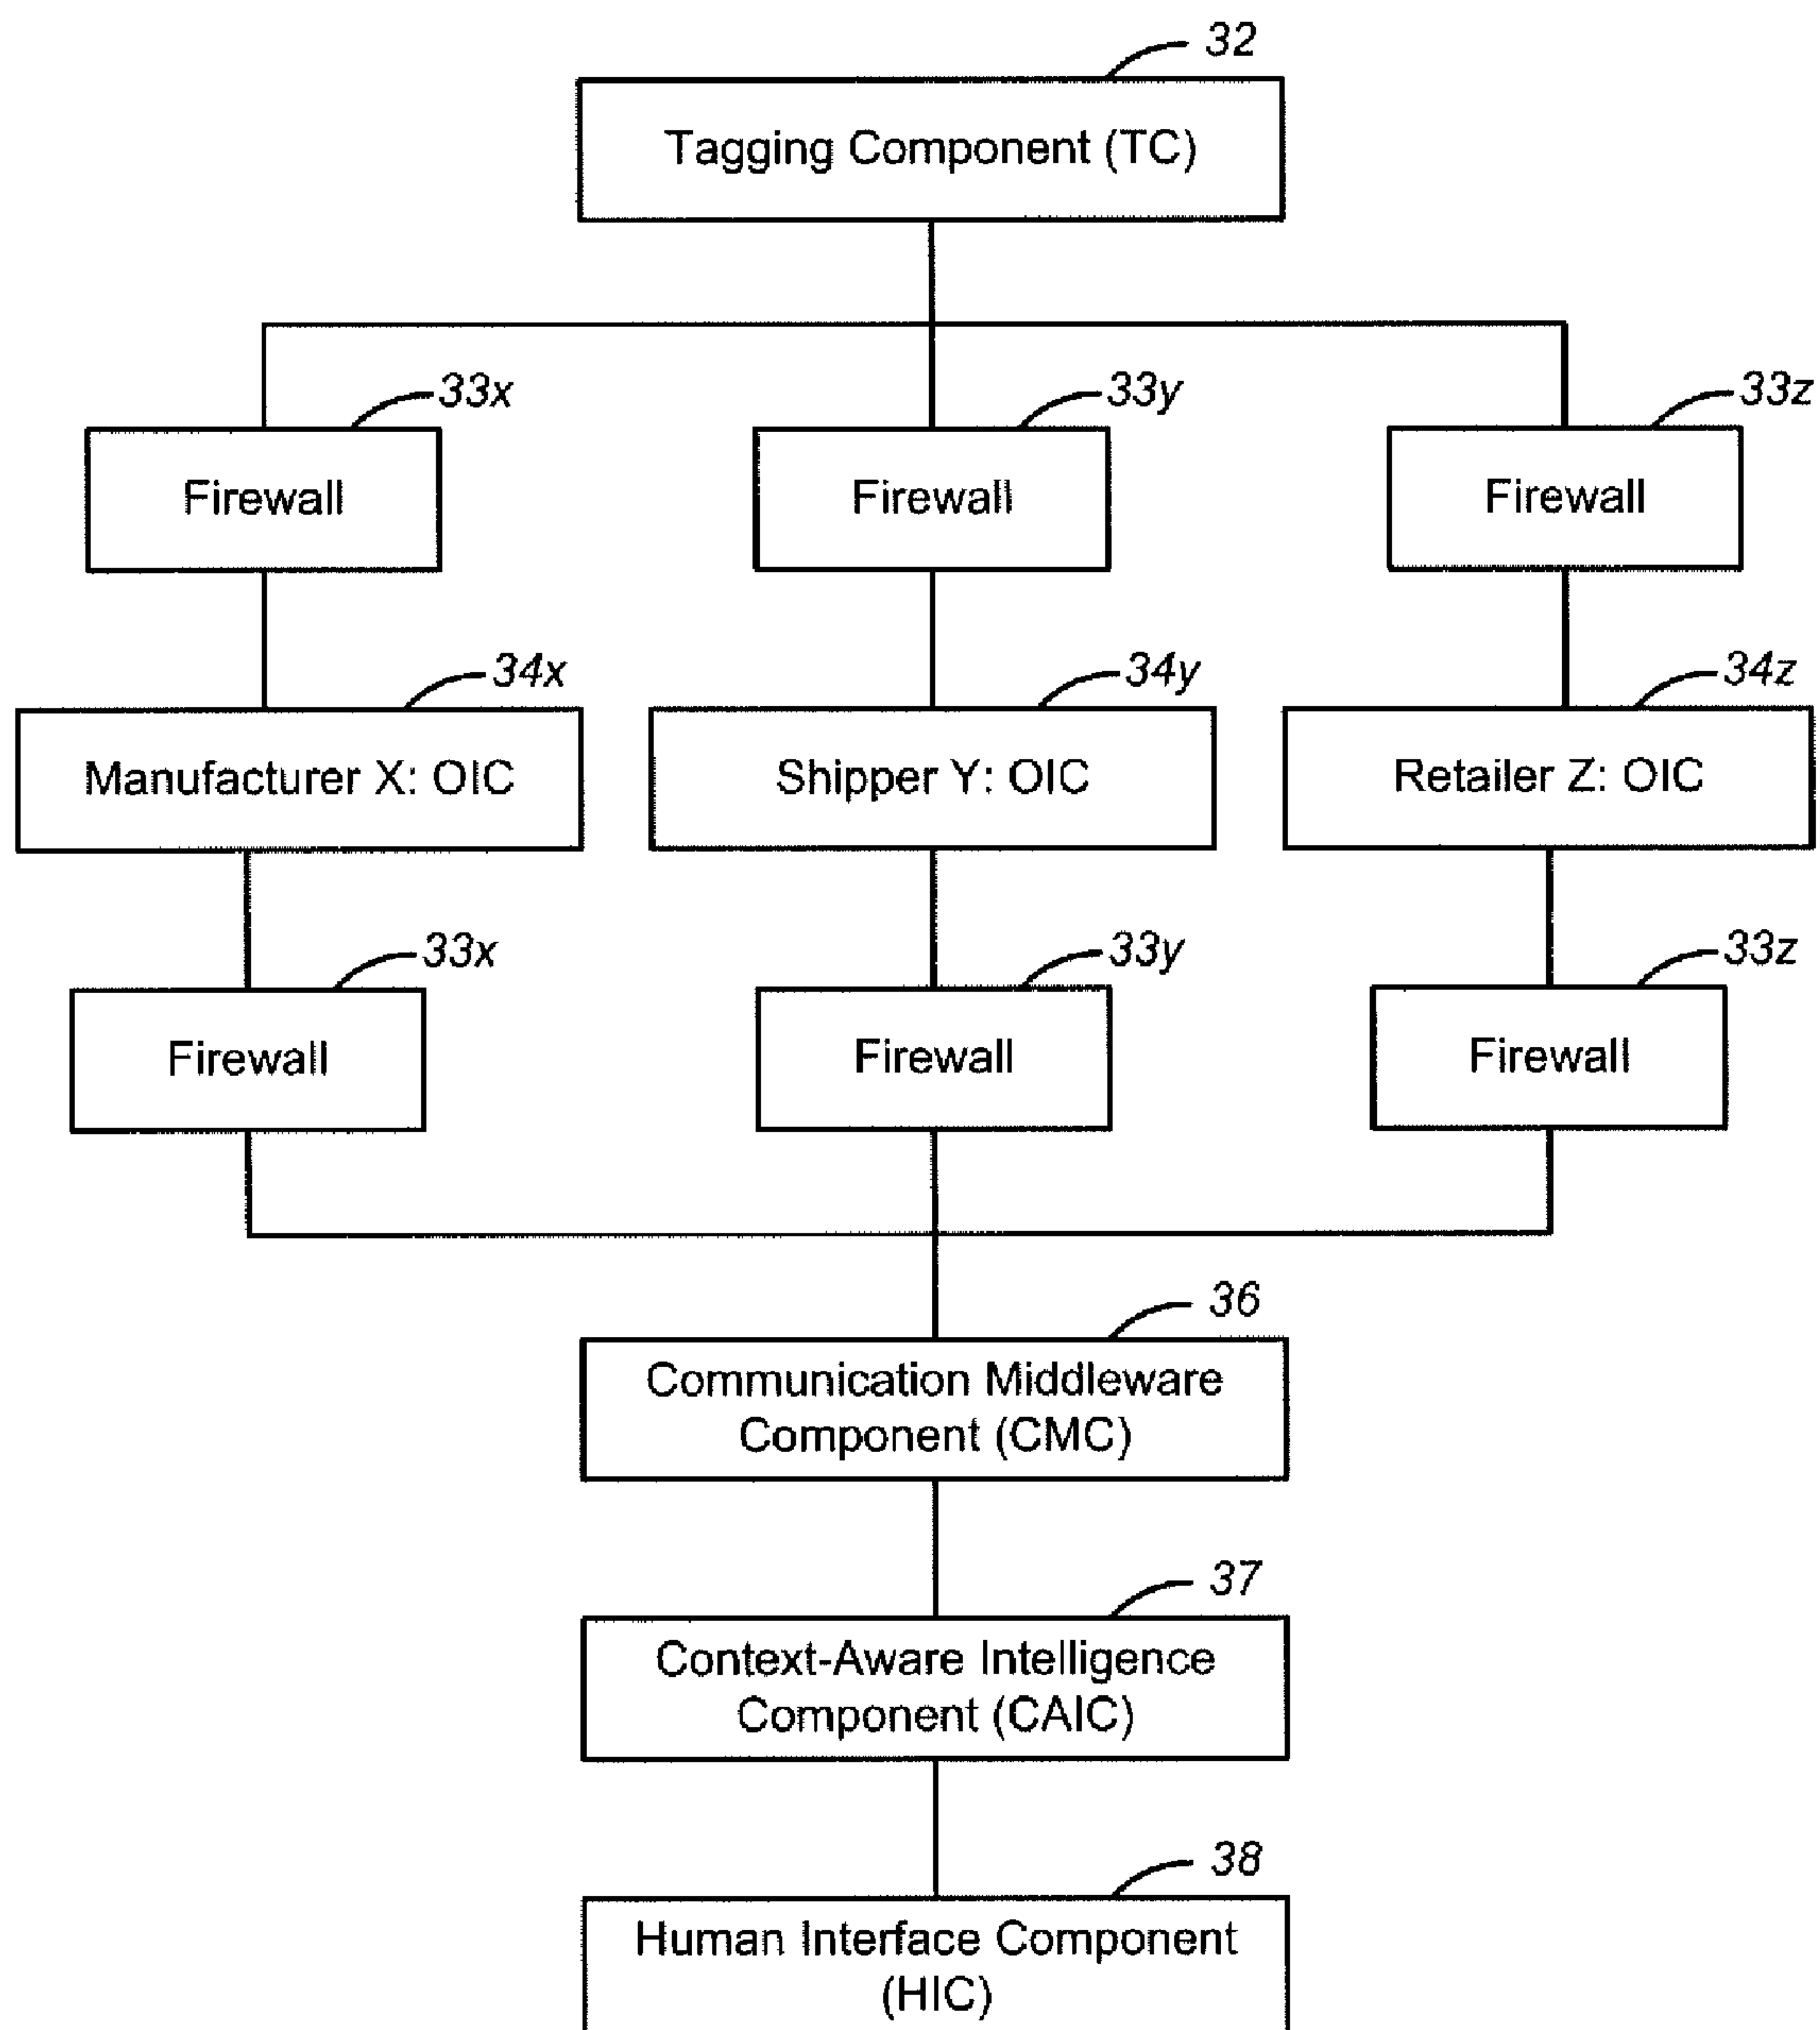 32
Tagging Component (TC)
33x
33y
33z
Firewall
Firewall
Firewall
34x
34y
34z
Manufacturer X: OIC
Shipper Y: OIC
Retailer Z: OIC
33x
33y
33z
Firewall
Firewall
Firewall
36
Communication Middleware
Component (CMC)
37
Context-Aware Intelligence
Component (CAIC)
38
Human Interface Component
(HIC)